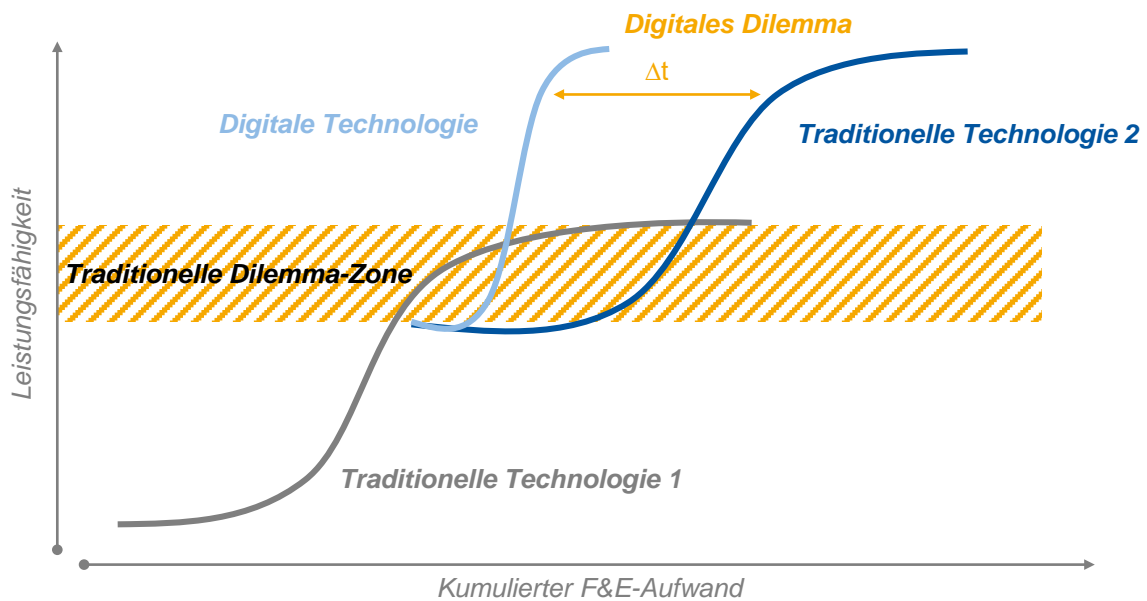 Digitales Dilemma
Δt
Digitale Technologie
Traditionelle Technologie 2
Leistungsfähigkeit
Traditionelle Dilemma-Zone
Traditionelle Technologie 1
Kumulierter F&E-Aufwand